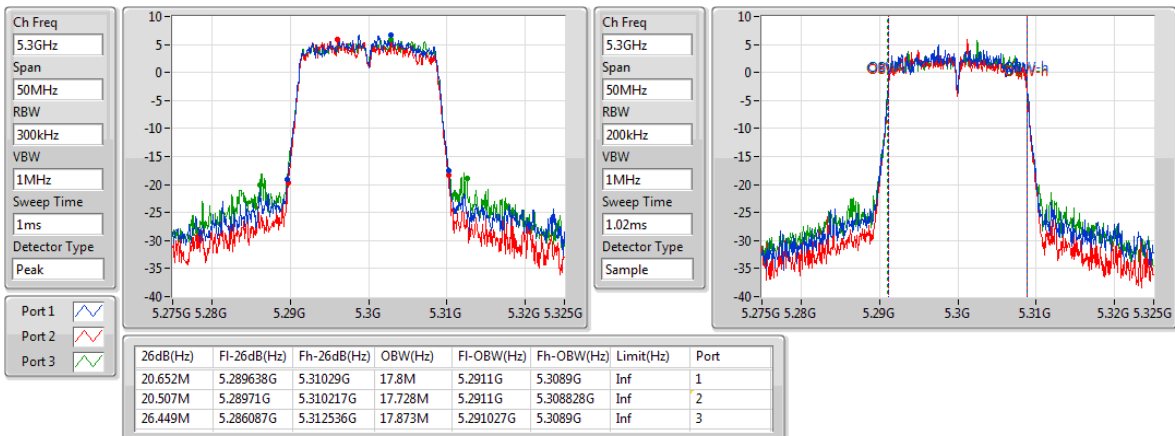 Ch Freq
5.3GHz
Span
50MHz
RBW
300kHz
VBW
1MHz
Sweep Time
1ms
Detector Type
Peak
10
5
0
-5
-10
-15
-20
-25
-30
-35
-40
5.275G 5.28G 5.29G 5.3G 5.31G 5.32G 5.325G
Ch Freq
5.3GHz
Span
50MHz
RBW
200kHz
VBW
1MHz
Sweep Time
1.02ms
Detector Type
Sample
10
5
0
-5
-10
-15
-20
-25
-30
-35
-40
5.275G 5.28G 5.29G 5.3G 5.31G 5.32G 5.325G
Port 1
Port 2
Port 3
26dB(Hz) Fl-26dB(Hz) Fh-26dB(Hz) OBW(Hz) Fl-OBW(Hz) Fh-OBW(Hz) Limit(Hz) Port
20.652M 5.289638G 5.31029G 17.8M 5.2911G 5.3089G Inf 1
20.507M 5.28971G 5.310217G 17.728M 5.2911G 5.308828G Inf 2
26.449M 5.286087G 5.312536G 17.873M 5.291027G 5.3089G Inf 3